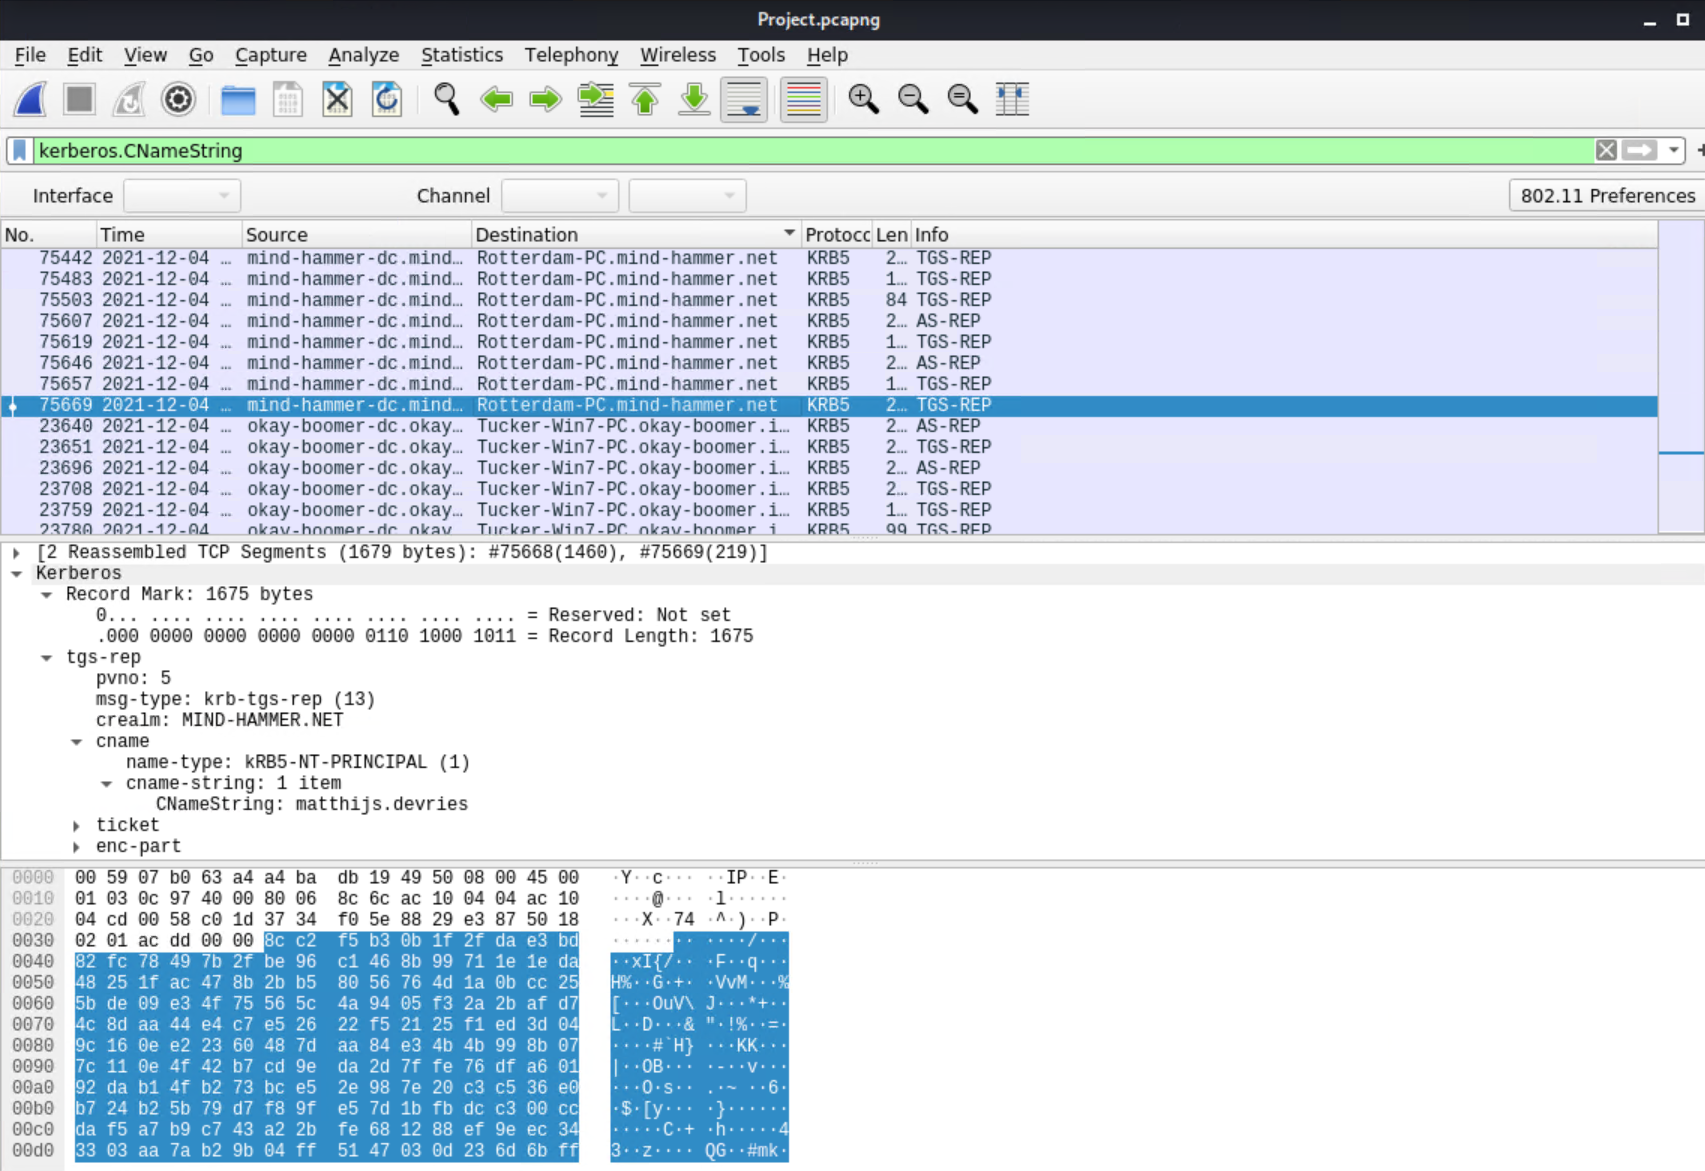 Project.pcapng
File Edit View Go Capture Analyze Statistics Telephony Wireless Tools Help
kerberos.CNameString
Interface Channel 802.11 Preferences
No. Time Source Destination Protocc Len Info
75442 2021-12-04 … mind-hammer-dc.mind… Rotterdam-PC.mind-hammer.net KRB5 2… TGS-REP
75483 2021-12-04 … mind-hammer-dc.mind… Rotterdam-PC.mind-hammer.net KRB5 1… TGS-REP
75503 2021-12-04 … mind-hammer-dc.mind… Rotterdam-PC.mind-hammer.net KRB5 84 TGS-REP
75607 2021-12-04 … mind-hammer-dc.mind… Rotterdam-PC.mind-hammer.net KRB5 2… AS-REP
75619 2021-12-04 … mind-hammer-dc.mind… Rotterdam-PC.mind-hammer.net KRB5 1… TGS-REP
75646 2021-12-04 … mind-hammer-dc.mind… Rotterdam-PC.mind-hammer.net KRB5 2… AS-REP
75657 2021-12-04 … mind-hammer-dc.mind… Rotterdam-PC.mind-hammer.net KRB5 1… TGS-REP
75669 2021-12-04 … mind-hammer-dc.mind… Rotterdam-PC.mind-hammer.net KRB5 2… TGS-REP
23640 2021-12-04 … okay-boomer-dc.okay… Tucker-Win7-PC.okay-boomer.i… KRB5 2… AS-REP
23651 2021-12-04 … okay-boomer-dc.okay… Tucker-Win7-PC.okay-boomer.i… KRB5 2… TGS-REP
23696 2021-12-04 … okay-boomer-dc.okay… Tucker-Win7-PC.okay-boomer.i… KRB5 2… AS-REP
23708 2021-12-04 … okay-boomer-dc.okay… Tucker-Win7-PC.okay-boomer.i… KRB5 2… TGS-REP
23759 2021-12-04 … okay-boomer-dc.okay… Tucker-Win7-PC.okay-boomer.i… KRB5 1… TGS-REP
23780 2021-12-04 okay-boomer-dc.okay Tucker-Win7-PC.okay-boomer.i KRB5 99 TGS-REP
[2 Reassembled TCP Segments (1679 bytes): #75668(1460), #75669(219)]
Kerberos
Record Mark: 1675 bytes
0... .... .... .... .... .... .... .... = Reserved: Not set
.000 0000 0000 0000 0000 0110 1000 1011 = Record Length: 1675
tgs-rep
pvno: 5
msg-type: krb-tgs-rep (13)
crealm: MIND-HAMMER.NET
cname
name-type: kRB5-NT-PRINCIPAL (1)
cname-string: 1 item
CNameString: matthijs.devries
ticket
enc-part
0000 00 59 07 b0 63 a4 a4 ba db 19 49 50 08 00 45 00 ·Y··c··· ··IP··E·
0010 01 03 0c 97 40 00 80 06 8c 6c ac 10 04 04 ac 10 ····@··· ·l······
0020 04 cd 00 58 c0 1d 37 34 f0 5e 88 29 e3 87 50 18 ···X··74 ·^·)··P·
0030 02 01 ac dd 00 00 8c c2 f5 b3 0b 1f 2f da e3 bd ········ ····/···
0040 82 fc 78 49 7b 2f be 96 c1 46 8b 99 71 1e 1e da ··xI{/·· ·F··q···
0050 48 25 1f ac 47 8b 2b b5 80 56 76 4d 1a 0b cc 25 H%··G·+· ·VvM···%
0060 5b de 09 e3 4f 75 56 5c 4a 94 05 f3 2a 2b af d7 [···OuV\ J···*+··
0070 4c 8d aa 44 e4 c7 e5 26 22 f5 21 25 f1 ed 3d 04 L··D···& "·!%··=·
0080 9c 16 0e e2 23 60 48 7d aa 84 e3 4b 4b 99 8b 07 ····#`H} ···KK···
0090 7c 11 0e 4f 42 b7 cd 9e da 2d 7f fe 76 df a6 01 |··OB··· ·-··v···
00a0 92 da b1 4f b2 73 bc e5 2e 98 7e 20 c3 c5 36 e0 ···O·s·· .·~ ··6·
00b0 b7 24 b2 5b 79 d7 f8 9f e5 7d 1b fb dc c3 00 cc ·$·[y··· ·}······
00c0 da f5 a7 b9 c7 43 a2 2b fe 68 12 88 ef 9e ec 34 ·····C·+ ·h·····4
00d0 33 03 aa 7a b2 9b 04 ff 51 47 03 0d 23 6d 6b ff 3··z···· QG··#mk·